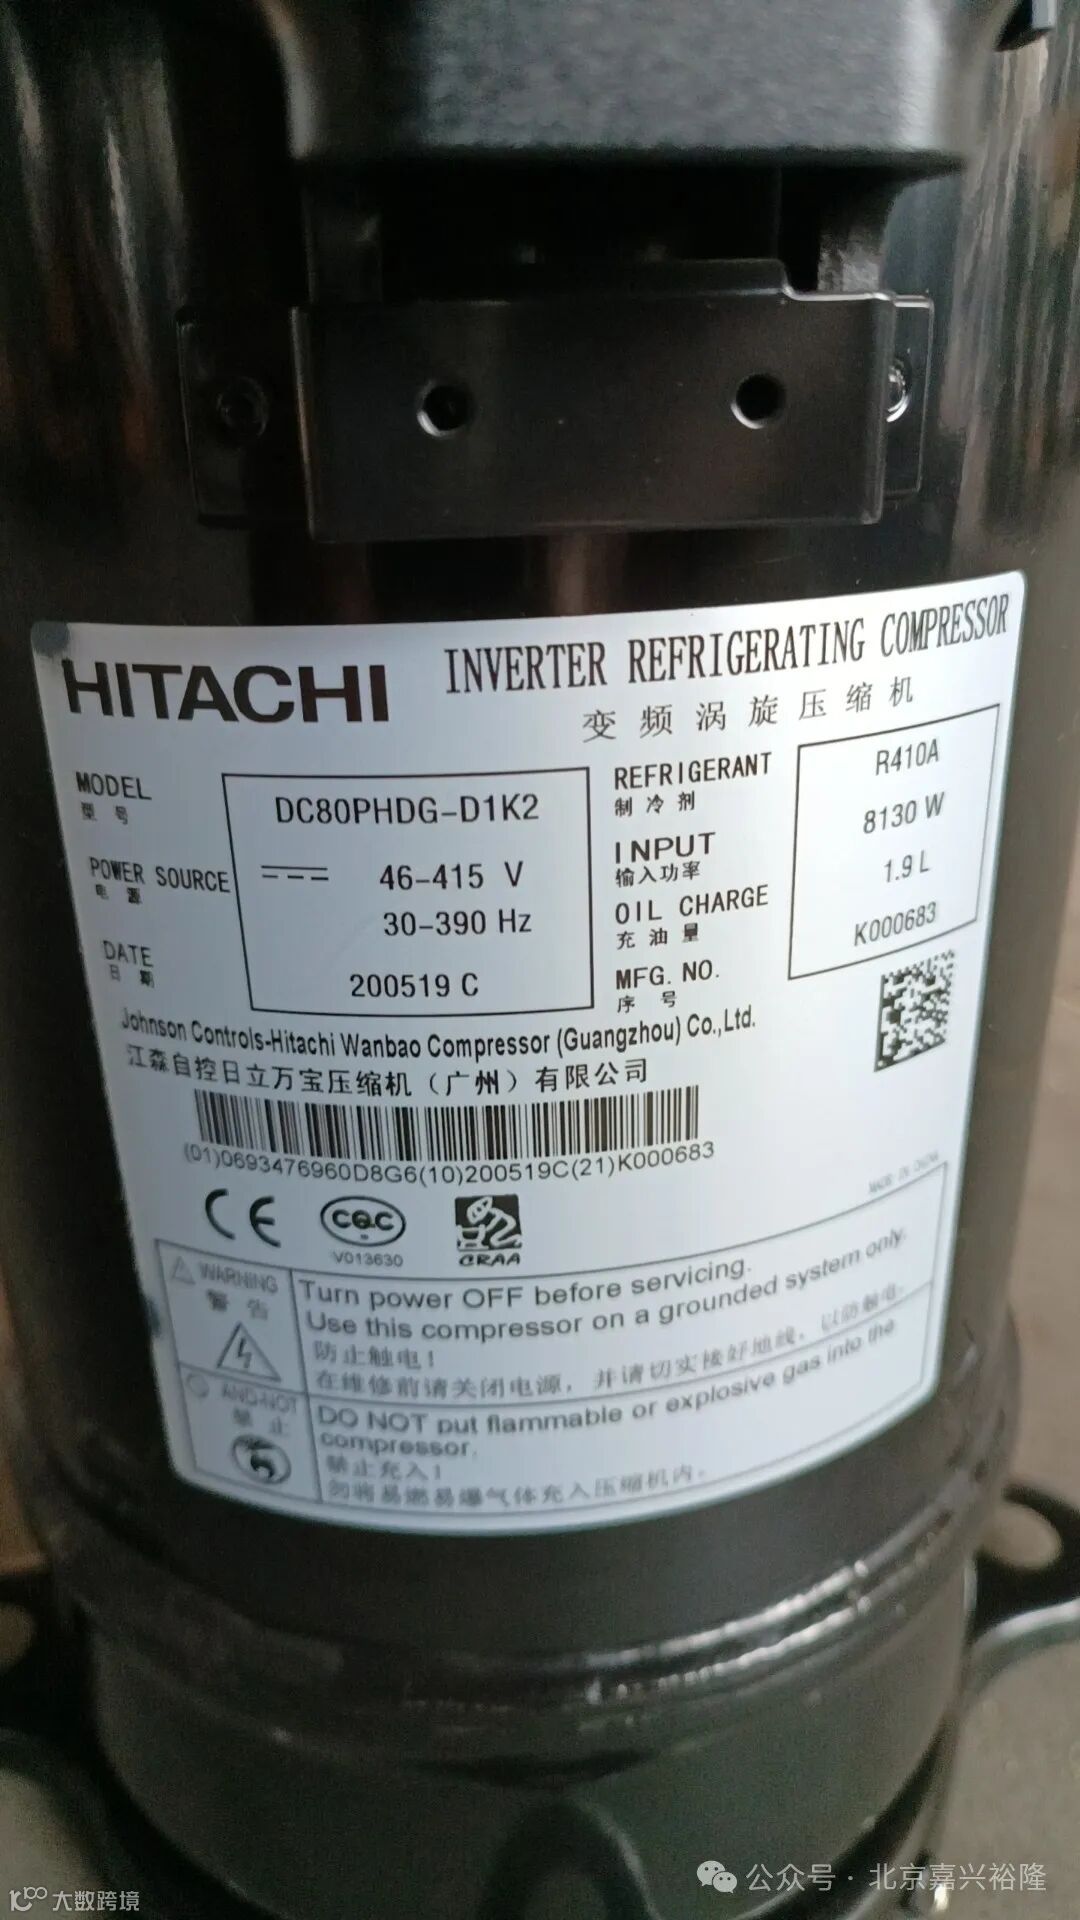 HITACHI
INVERTER REFRIGERATING COMPRESSOR
变频涡旋压缩机
MODEL
型号
DC80PHDG-D1K2
POWER SOURCE
电源
46-415 V
30-390 Hz
DATE
日期
200519 C
REFRIGERANT
制冷剂
R410A
INPUT
输入功率
8130 W
OIL CHARGE
充油量
1.9 L
MFG. NO.
序号
K000683
Johnson Controls-Hitachi Wanbao Compressor (Guangzhou) Co.,Ltd.
江森自控日立万宝压缩机（广州）有限公司
(01)0693476960D8G6(10)200519C(21)K000683
MADE IN CHINA
CE
CQC
V013630
CRAA
WARNING
警告
Turn power OFF before servicing.
Use this compressor on a grounded system only.
防止触电！
在维修前请关闭电源，并请切实接好地线，以防触电。
AND-NOT
禁止
DO NOT put flammable or explosive gas into the
compressor.
禁止充入！
勿将易燃易爆气体充入压缩机内。
公众号·北京嘉兴裕隆
大数跨境